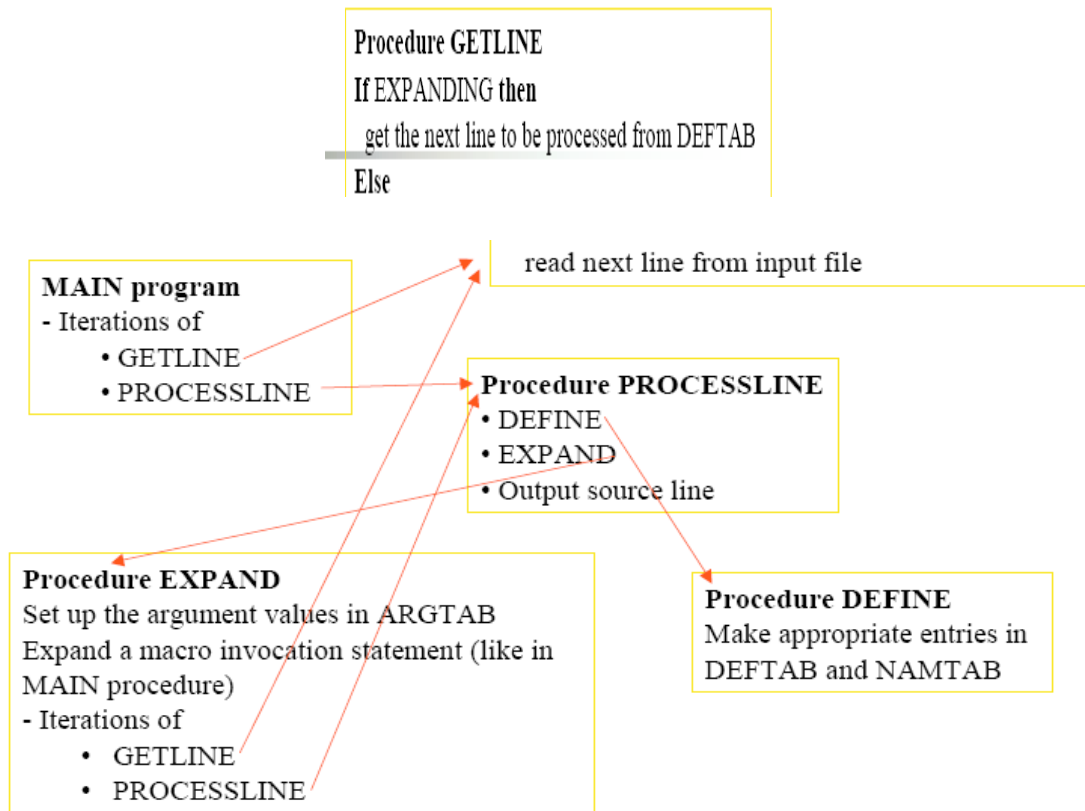 Procedure GETLINE
If EXPANDING then
get the next line to be processed from DEFTAB
Else
read next line from input file
MAIN program
- Iterations of
• GETLINE
• PROCESSLINE
Procedure PROCESSLINE
• DEFINE
• EXPAND
• Output source line
Procedure EXPAND
Set up the argument values in ARGTAB
Expand a macro invocation statement (like in
MAIN procedure)
- Iterations of
• GETLINE
• PROCESSLINE
Procedure DEFINE
Make appropriate entries in
DEFTAB and NAMTAB